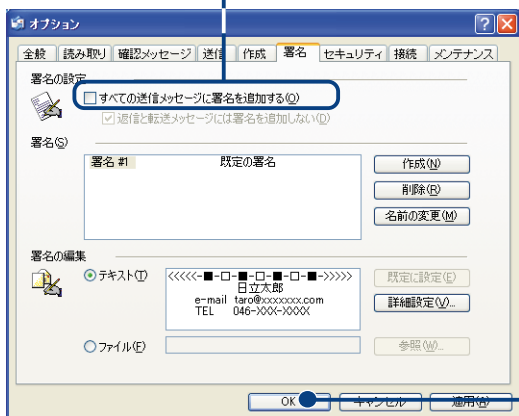 オプション
全般 読み取り 確認メッセージ 送信 作成 署名 セキュリティ 接続 メンテナンス
署名の設定
すべての送信メッセージに署名を追加する(O)
返信と転送メッセージには署名を追加しない(D)
署名(S)
署名 #1 既定の署名
作成(N)
削除(R)
名前の変更(M)
署名の編集
テキスト(T)
<<<<<-■-□-■-□-■-□-■->>>>>
日立太郎
e-mail taro@xxxxxxx.com
TEL 046-XXX-XXXX
既定に設定(E)
詳細設定(V)...
ファイル(F)
参照(W)...
OK キャンセル 適用(A)